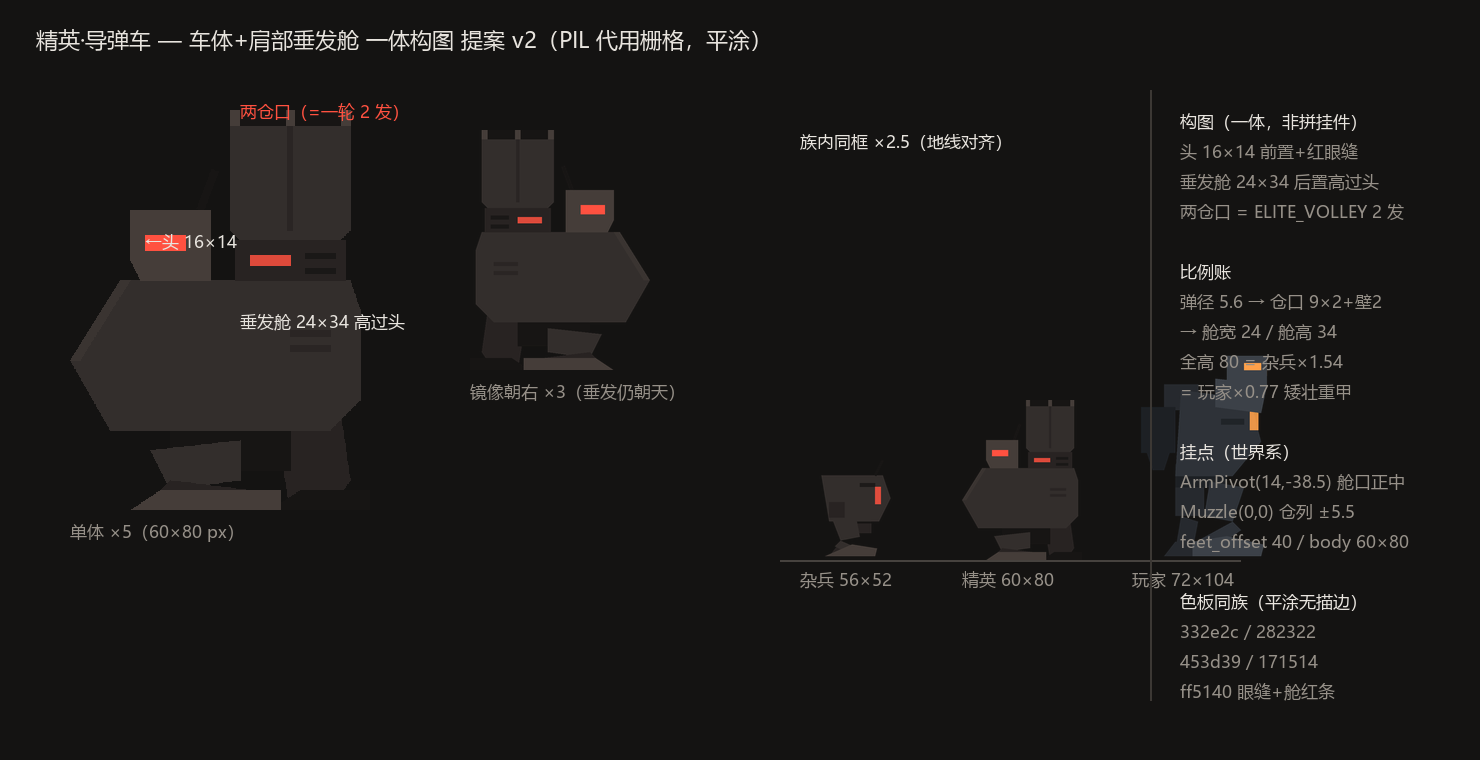 精英·导弹车 — 车体+肩部垂发舱 一体构图 提案 v2（PIL 代用栅格，平涂）
两仓口（=一轮 2 发）
←头 16×14
垂发舱 24×34 高过头
单体 ×5（60×80 px）
镜像朝右 ×3（垂发仍朝天）
族内同框 ×2.5（地线对齐）
杂兵 56×52
精英 60×80
玩家 72×104
构图（一体，非拼挂件）
头 16×14 前置+红眼缝
垂发舱 24×34 后置高过头
两仓口 = ELITE_VOLLEY 2 发
比例账
弹径 5.6 → 仓口 9×2+壁2
→ 舱宽 24 / 舱高 34
全高 80 = 杂兵×1.54
= 玩家×0.77 矮壮重甲
挂点（世界系）
ArmPivot(14,-38.5) 舱口正中
Muzzle(0,0) 仓列 ±5.5
feet_offset 40 / body 60×80
色板同族（平涂无描边）
332e2c / 282322
453d39 / 171514
ff5140 眼缝+舱红条